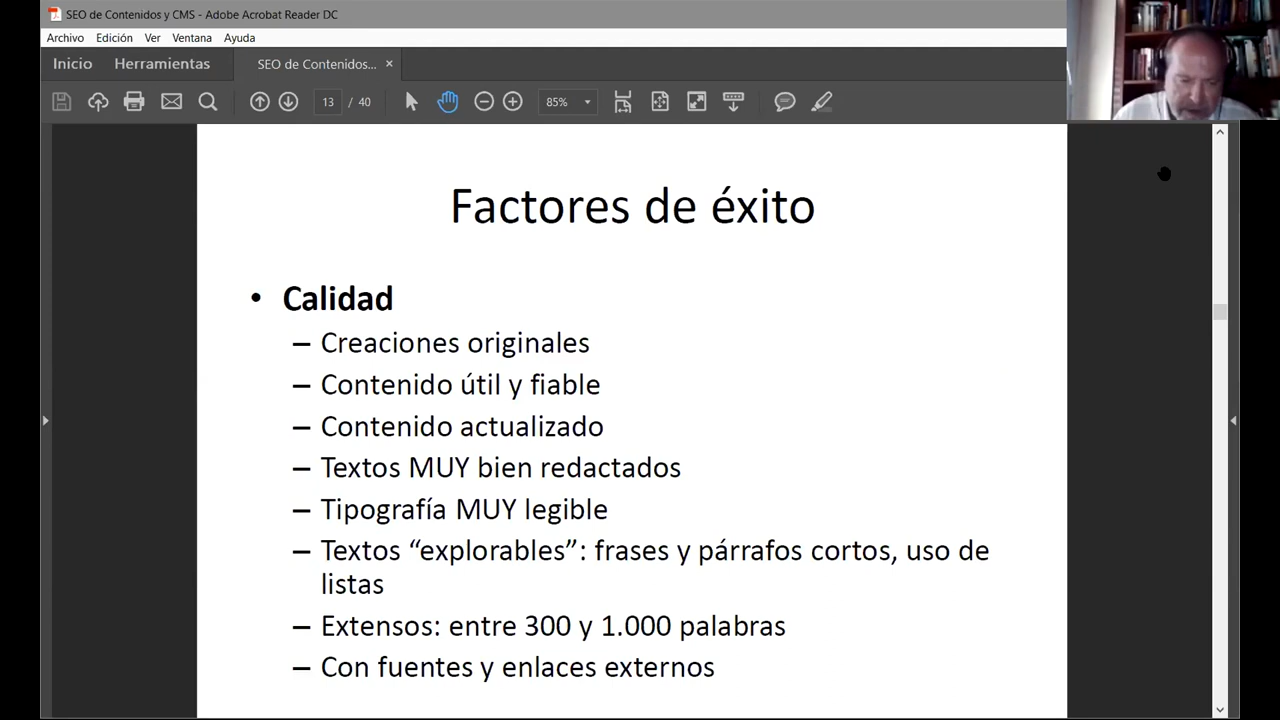 SEO de Contenidos y CMS - Adobe Acrobat Reader DC
Archivo Edición Ver Ventana Ayuda
Inicio Herramientas SEO de Contenidos... ×
13 / 40 85%
Factores de éxito
• Calidad
– Creaciones originales
– Contenido útil y fiable
– Contenido actualizado
– Textos MUY bien redactados
– Tipografía MUY legible
– Textos “explorables”: frases y párrafos cortos, uso de
listas
– Extensos: entre 300 y 1.000 palabras
– Con fuentes y enlaces externos